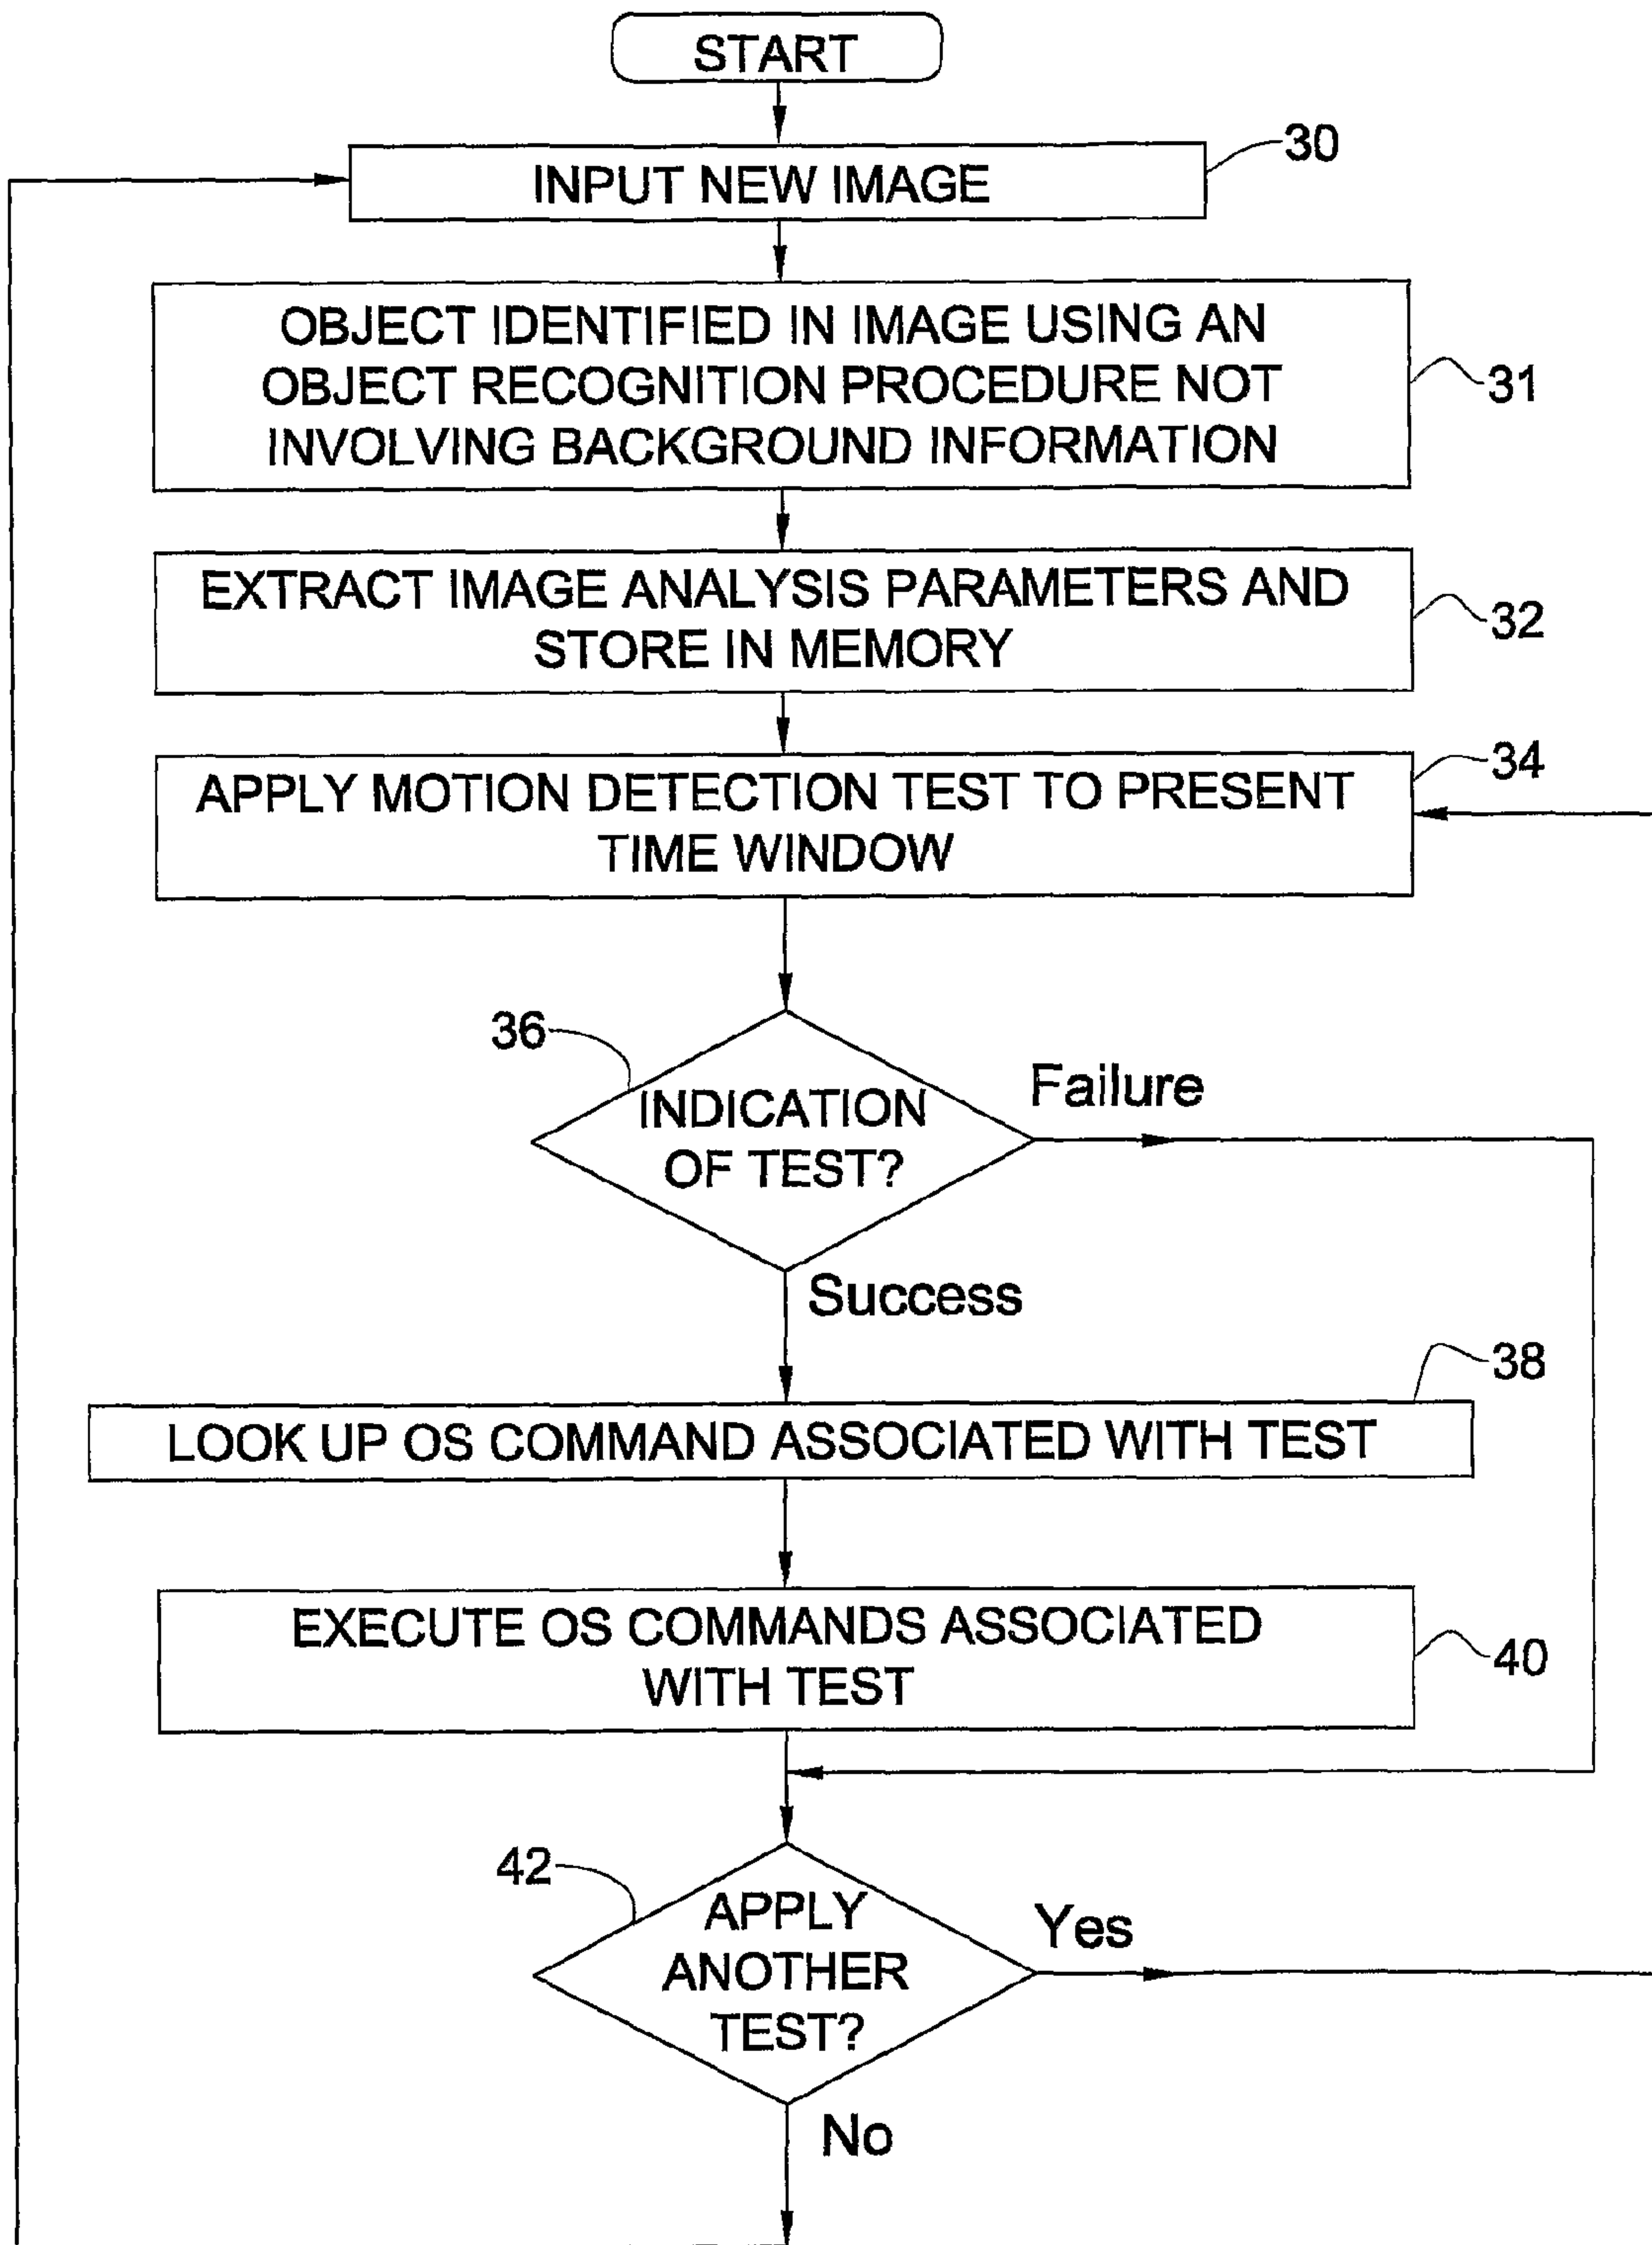 START
INPUT NEW IMAGE
30
OBJECT IDENTIFIED IN IMAGE USING AN
OBJECT RECOGNITION PROCEDURE NOT
INVOLVING BACKGROUND INFORMATION
31
EXTRACT IMAGE ANALYSIS PARAMETERS AND
STORE IN MEMORY
32
APPLY MOTION DETECTION TEST TO PRESENT
TIME WINDOW
34
36
INDICATION
OF TEST?
Failure
Success
38
LOOK UP OS COMMAND ASSOCIATED WITH TEST
EXECUTE OS COMMANDS ASSOCIATED
WITH TEST
40
42
APPLY
ANOTHER
TEST?
Yes
No